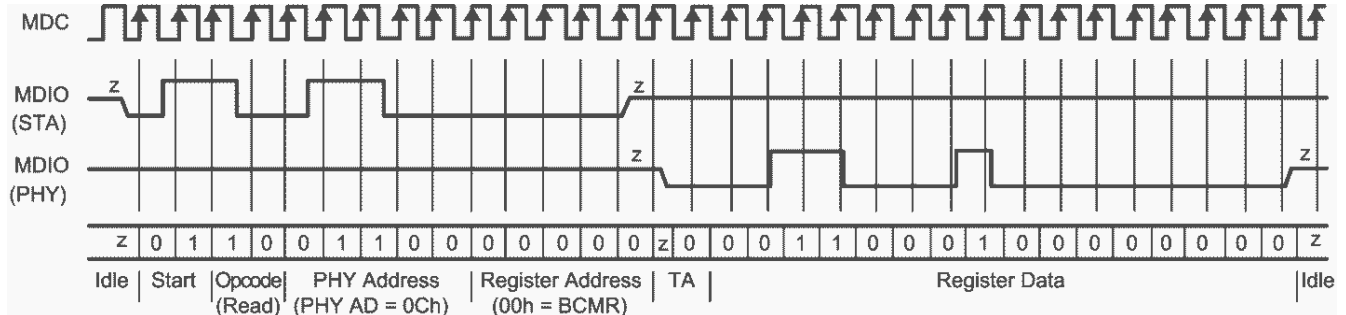 MDC
z z
MDIO
(STA)
MDIO z z
(PHY)
z 0 1 1 0 0 1 1 0 0 0 0 0 0 0 z 0 0 0 1 1 0 0 0 1 0 0 0 0 0 0 0 0 z
Idle Start Opcode PHY Address Register Address TA Register Data Idle
(Read) (PHY AD = 0Ch) (00h = BCMR)